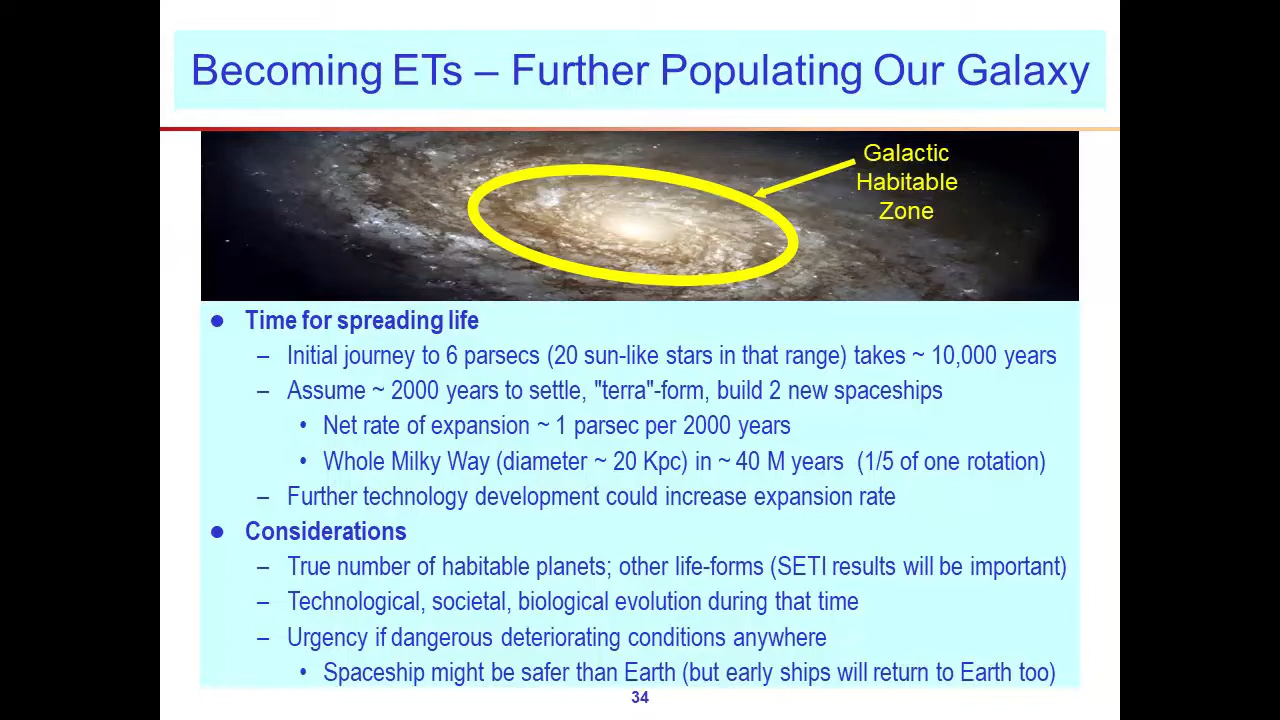 Becoming ETs – Further Populating Our Galaxy
Galactic
Habitable
Zone
● Time for spreading life
– Initial journey to 6 parsecs (20 sun-like stars in that range) takes ~ 10,000 years
– Assume ~ 2000 years to settle, "terra"-form, build 2 new spaceships
• Net rate of expansion ~ 1 parsec per 2000 years
• Whole Milky Way (diameter ~ 20 Kpc) in ~ 40 M years (1/5 of one rotation)
– Further technology development could increase expansion rate
● Considerations
– True number of habitable planets; other life-forms (SETI results will be important)
– Technological, societal, biological evolution during that time
– Urgency if dangerous deteriorating conditions anywhere
• Spaceship might be safer than Earth (but early ships will return to Earth too)
34